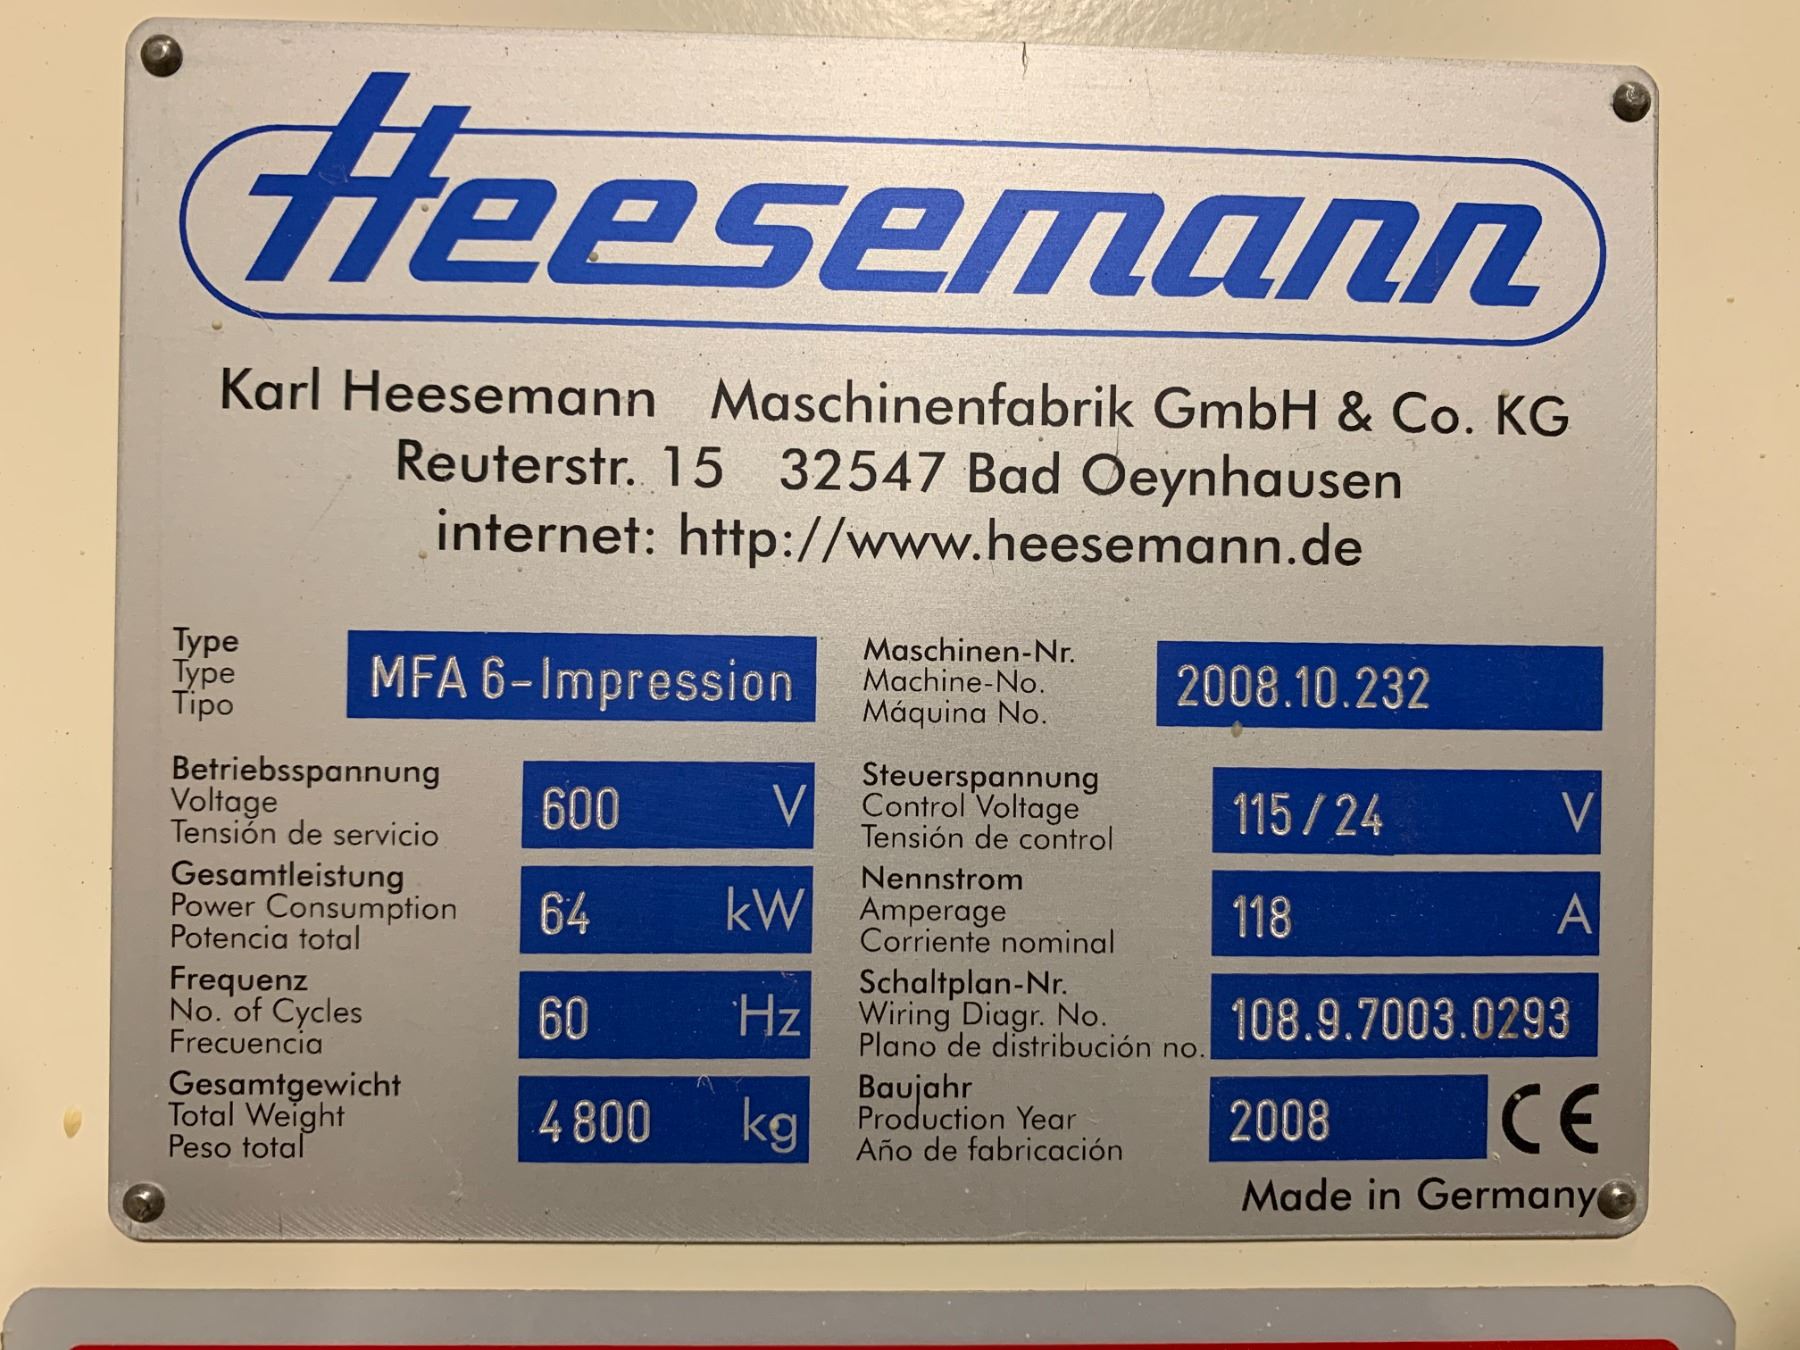 Heesemann
Karl Heesemann Maschinenfabrik GmbH & Co. KG
Reuterstr. 15 32547 Bad Oeynhausen
internet: http://www.heesemann.de
Type
Type
Tipo
MFA 6-Impression
Maschinen-Nr.
Machine-No.
Máquina No.
2008.10.232
Betriebsspannung
Voltage
Tensión de servicio
600 V
Steuerspannung
Control Voltage
Tensión de control
115/24 V
Gesamtleistung
Power Consumption
Potencia total
64 kW
Nennstrom
Amperage
Corriente nominal
118 A
Frequenz
No. of Cycles
Frecuencia
60 Hz
Schaltplan-Nr.
Wiring Diagr. No.
Plano de distribución no.
108.9.7003.0293
Gesamtgewicht
Total Weight
Peso total
4800 kg
Baujahr
Production Year
Año de fabricación
2008
CE
Made in Germany